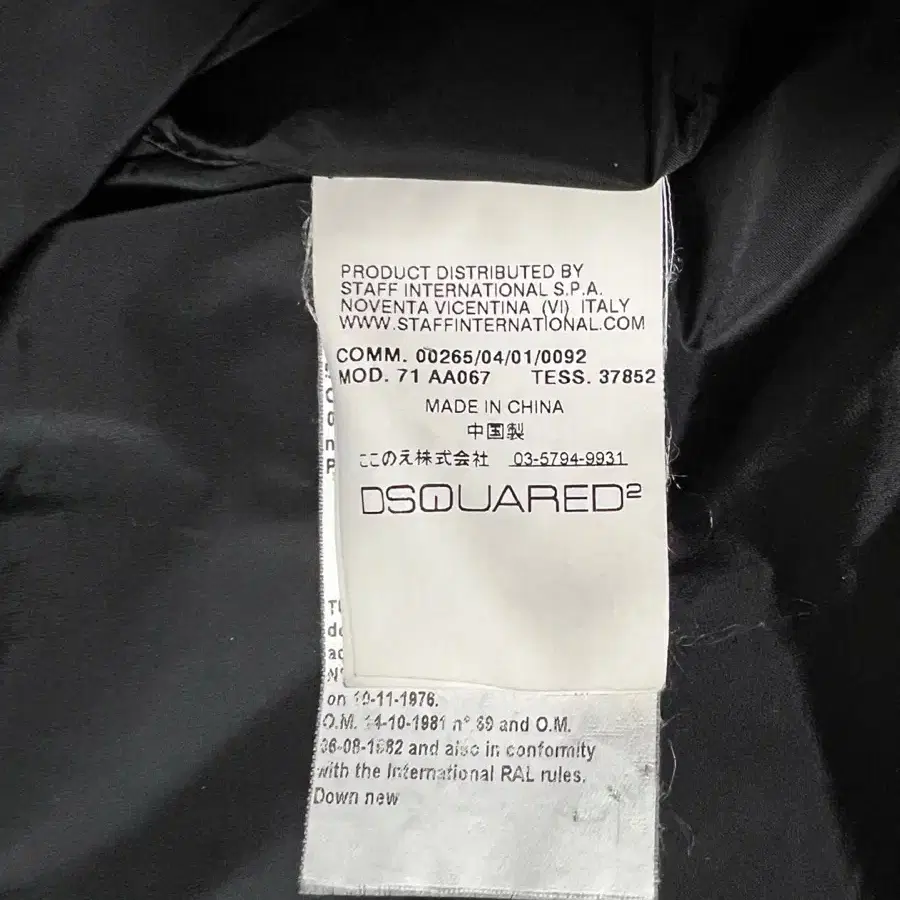 PRODUCT DISTRIBUTED BY
STAFF INTERNATIONAL S.P.A.
NOVENTA VICENTINA (VI) ITALY
WWW.STAFFINTERNATIONAL.COM
COMM. 00265/04/01/0092
MOD. 71 AA067 TESS. 37852
MADE IN CHINA
中国製
ここのえ株式会社 03-5794-9931
DSQUARED2
on 10-11-1976.
O.M. 14-10-1981 n° 69 and O.M.
06-08-1982 and also in conformity
with the International RAL rules.
Down new